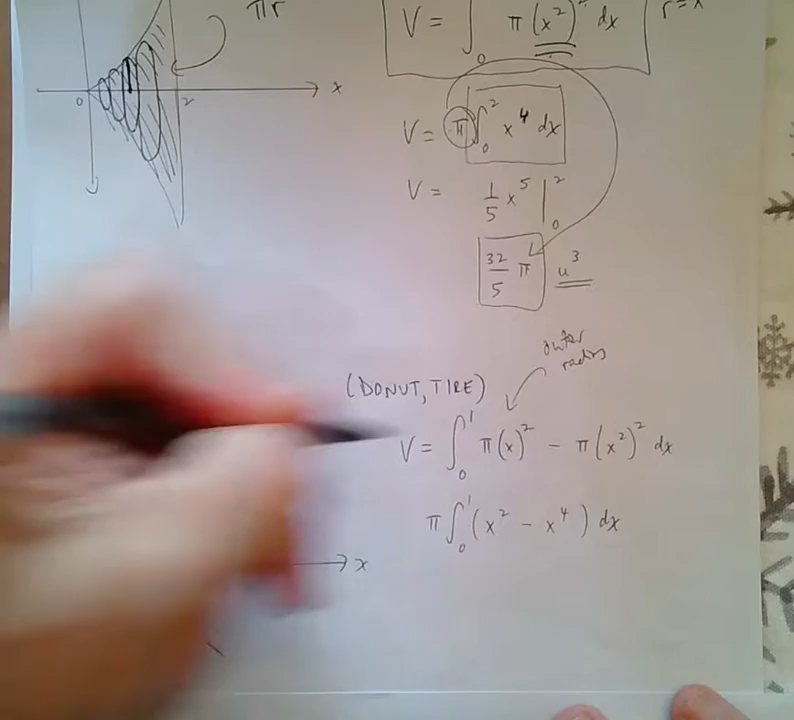 πr
V = ∫₀ π(x²)² dx
r = x
x
0
2
V = π∫₀² x⁴ dx
V = 1/5 x⁵ |₀²
32/5 π u³
outer
radius
(DONUT, TIRE)
V = ∫₀¹ π(x)² − π(x²)² dx
π∫₀¹ (x² − x⁴) dx
x